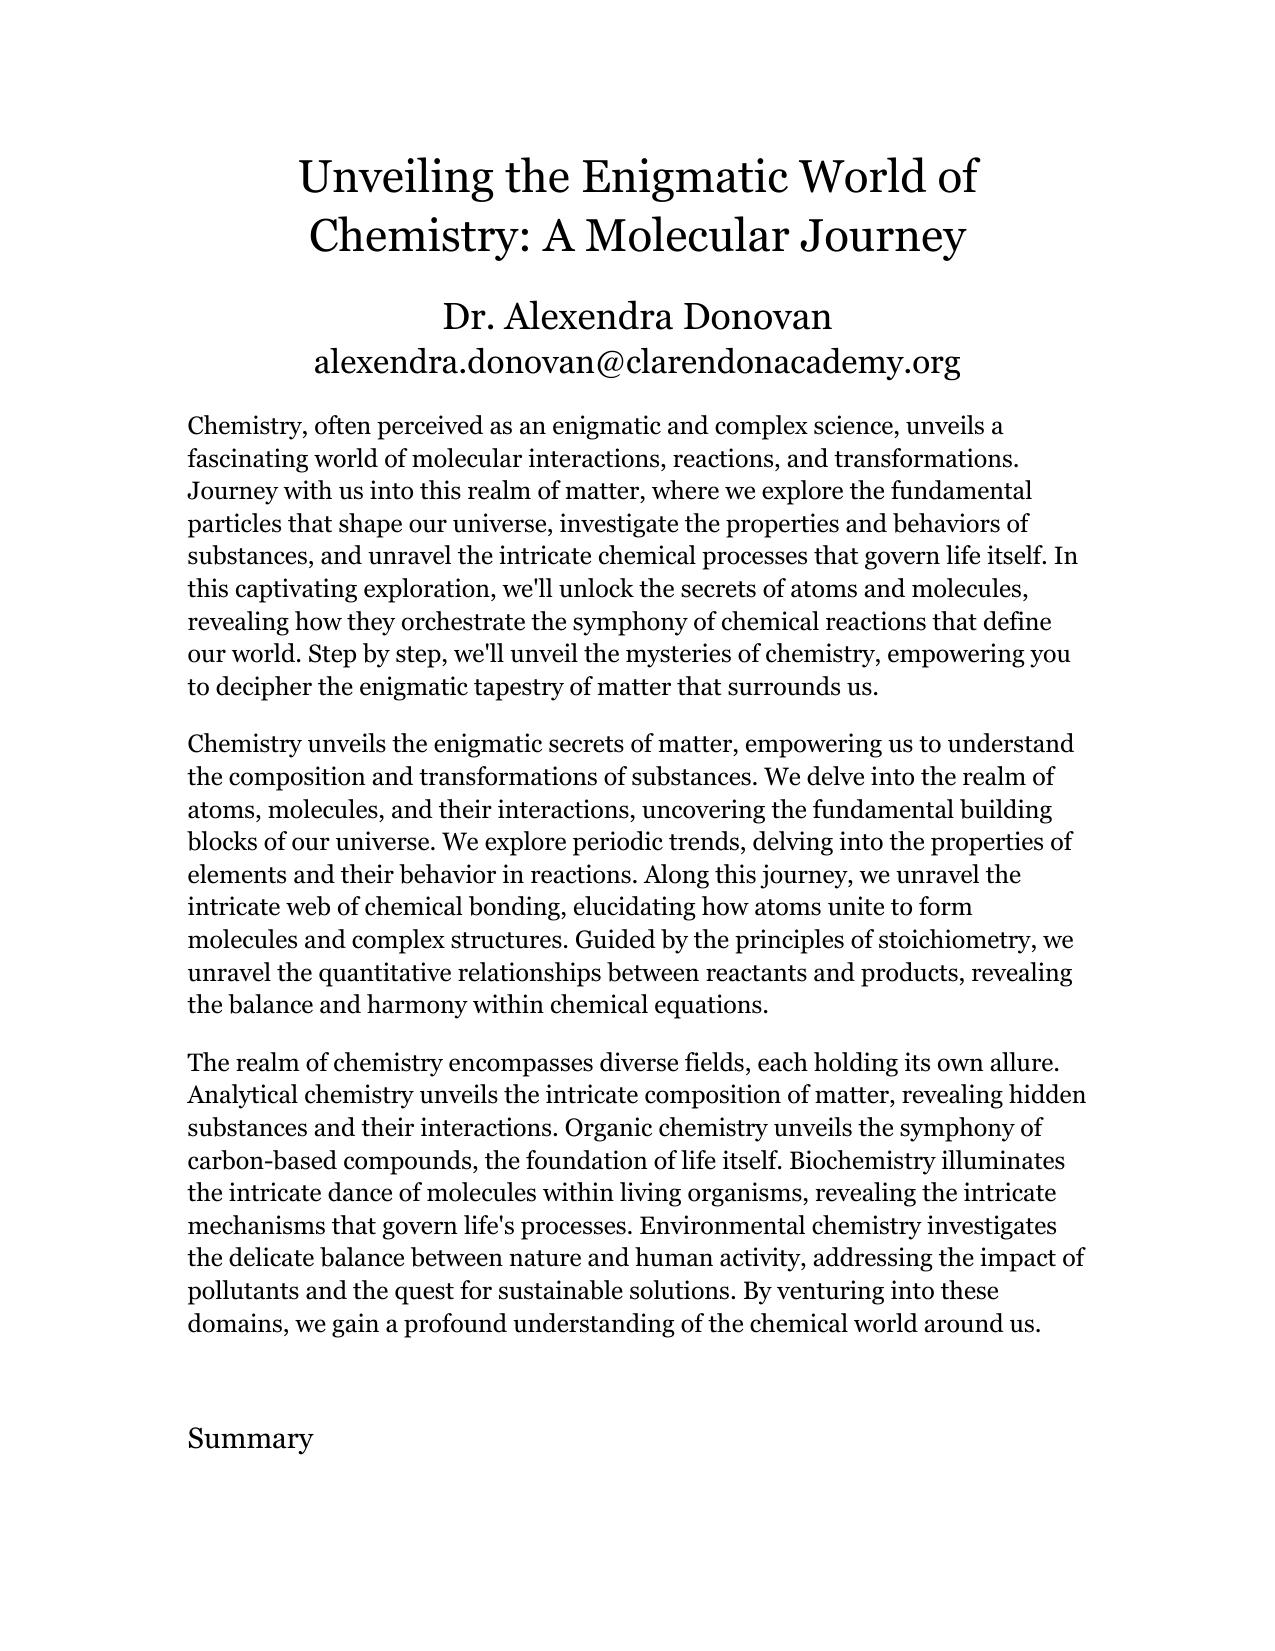 Unveiling the Enigmatic World of
Chemistry: A Molecular Journey
Dr. Alexendra Donovan
alexendra.donovan@clarendonacademy.org
Chemistry, often perceived as an enigmatic and complex science, unveils a
fascinating world of molecular interactions, reactions, and transformations.
Journey with us into this realm of matter, where we explore the fundamental
particles that shape our universe, investigate the properties and behaviors of
substances, and unravel the intricate chemical processes that govern life itself. In
this captivating exploration, we'll unlock the secrets of atoms and molecules,
revealing how they orchestrate the symphony of chemical reactions that define
our world. Step by step, we'll unveil the mysteries of chemistry, empowering you
to decipher the enigmatic tapestry of matter that surrounds us.
Chemistry unveils the enigmatic secrets of matter, empowering us to understand
the composition and transformations of substances. We delve into the realm of
atoms, molecules, and their interactions, uncovering the fundamental building
blocks of our universe. We explore periodic trends, delving into the properties of
elements and their behavior in reactions. Along this journey, we unravel the
intricate web of chemical bonding, elucidating how atoms unite to form
molecules and complex structures. Guided by the principles of stoichiometry, we
unravel the quantitative relationships between reactants and products, revealing
the balance and harmony within chemical equations.
The realm of chemistry encompasses diverse fields, each holding its own allure.
Analytical chemistry unveils the intricate composition of matter, revealing hidden
substances and their interactions. Organic chemistry unveils the symphony of
carbon-based compounds, the foundation of life itself. Biochemistry illuminates
the intricate dance of molecules within living organisms, revealing the intricate
mechanisms that govern life's processes. Environmental chemistry investigates
the delicate balance between nature and human activity, addressing the impact of
pollutants and the quest for sustainable solutions. By venturing into these
domains, we gain a profound understanding of the chemical world around us.
Summary